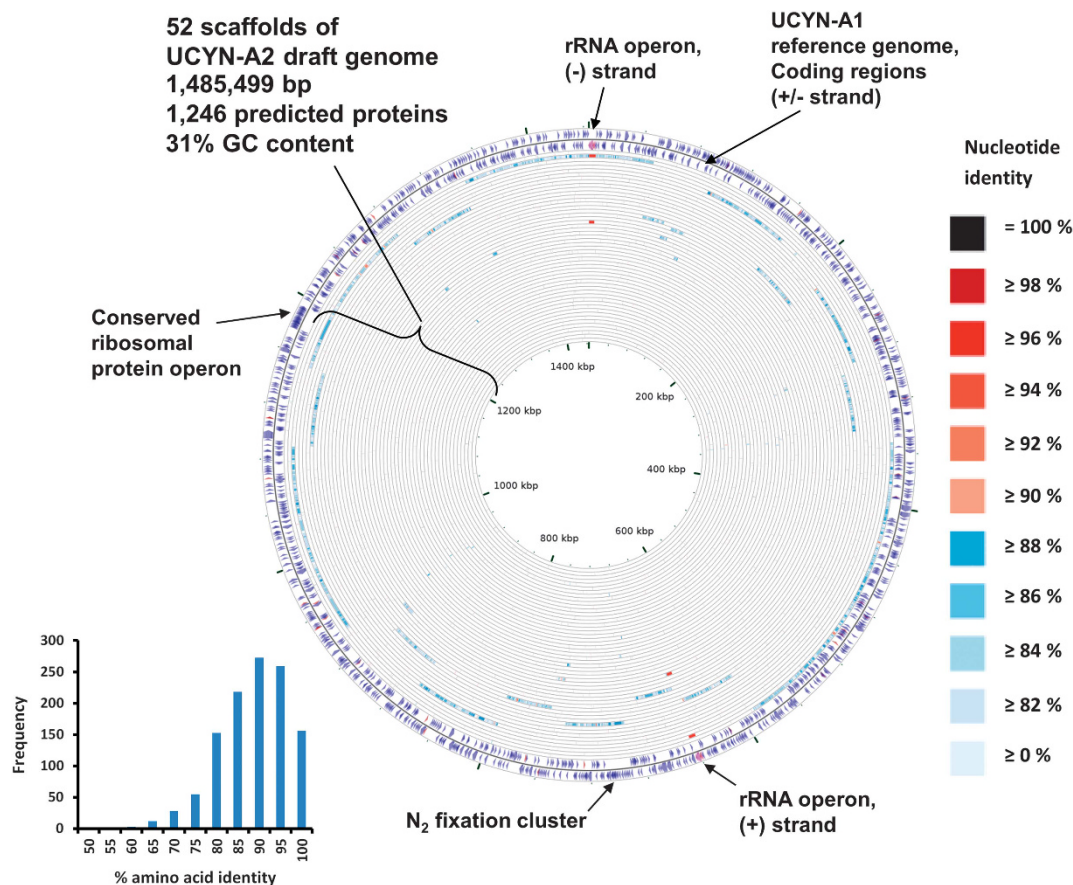 52 scaffolds of
UCYN-A2 draft genome
1,485,499 bp
1,246 predicted proteins
31% GC content
rRNA operon,
(-) strand
UCYN-A1
reference genome,
Coding regions
(+/- strand)
Nucleotide
identity
= 100 %
≥ 98 %
≥ 96 %
≥ 94 %
≥ 92 %
≥ 90 %
≥ 88 %
≥ 86 %
≥ 84 %
≥ 82 %
≥ 0 %
Conserved
ribosomal
protein operon
1400 kbp
200 kbp
400 kbp
600 kbp
800 kbp
1000 kbp
1200 kbp
N₂ fixation cluster
rRNA operon,
(+) strand
Frequency
300
250
200
150
100
50
0
50 55 60 65 70 75 80 85 90 95 100
% amino acid identity